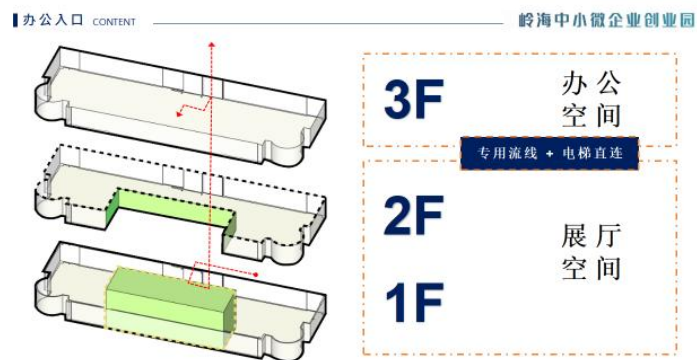 办公入口 CONTENT
岭海中小微企业创业园
3F
办公
空间
专用流线 + 电梯直连
2F
展厅
空间
1F